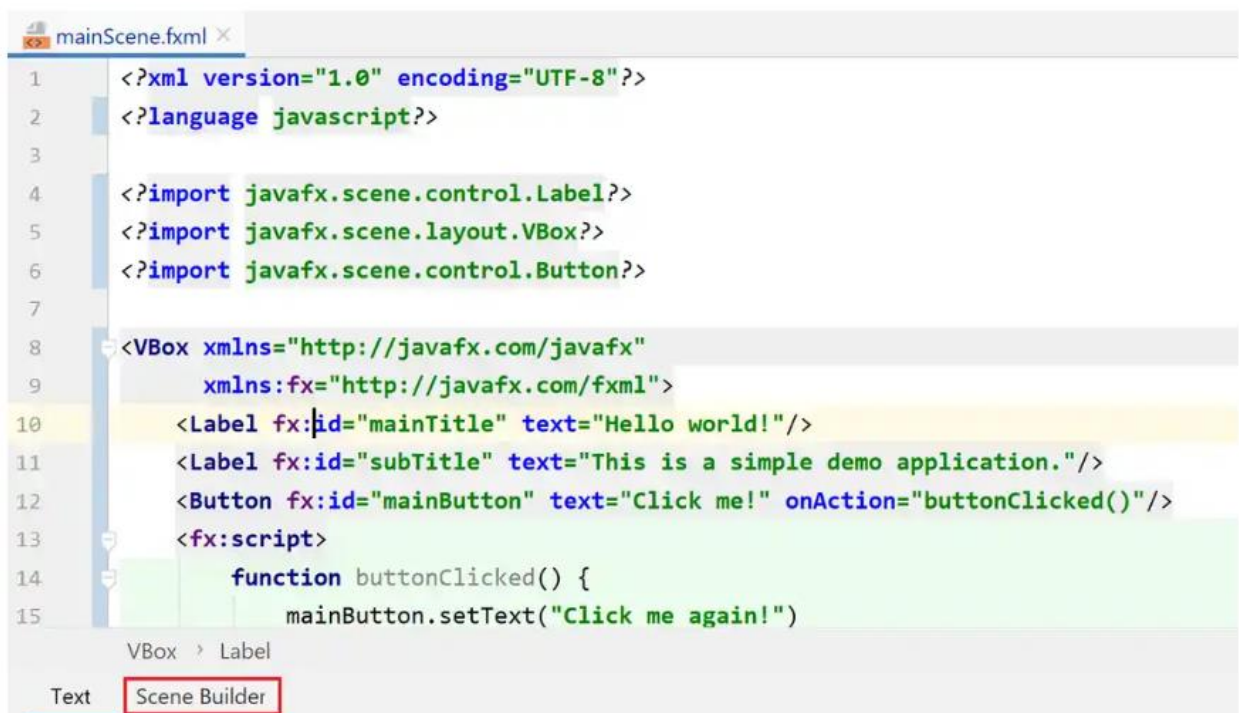 mainScene.fxml
1 <?xml version="1.0" encoding="UTF-8"?>
2 <?language javascript?>
3
4 <?import javafx.scene.control.Label?>
5 <?import javafx.scene.layout.VBox?>
6 <?import javafx.scene.control.Button?>
7
8 <VBox xmlns="http://javafx.com/javafx"
9 xmlns:fx="http://javafx.com/fxml">
10 <Label fx:id="mainTitle" text="Hello world!"/>
11 <Label fx:id="subTitle" text="This is a simple demo application."/>
12 <Button fx:id="mainButton" text="Click me!" onAction="buttonClicked()"/>
13 <fx:script>
14 function buttonClicked() {
15 mainButton.setText("Click me again!")
VBox › Label
Text Scene Builder